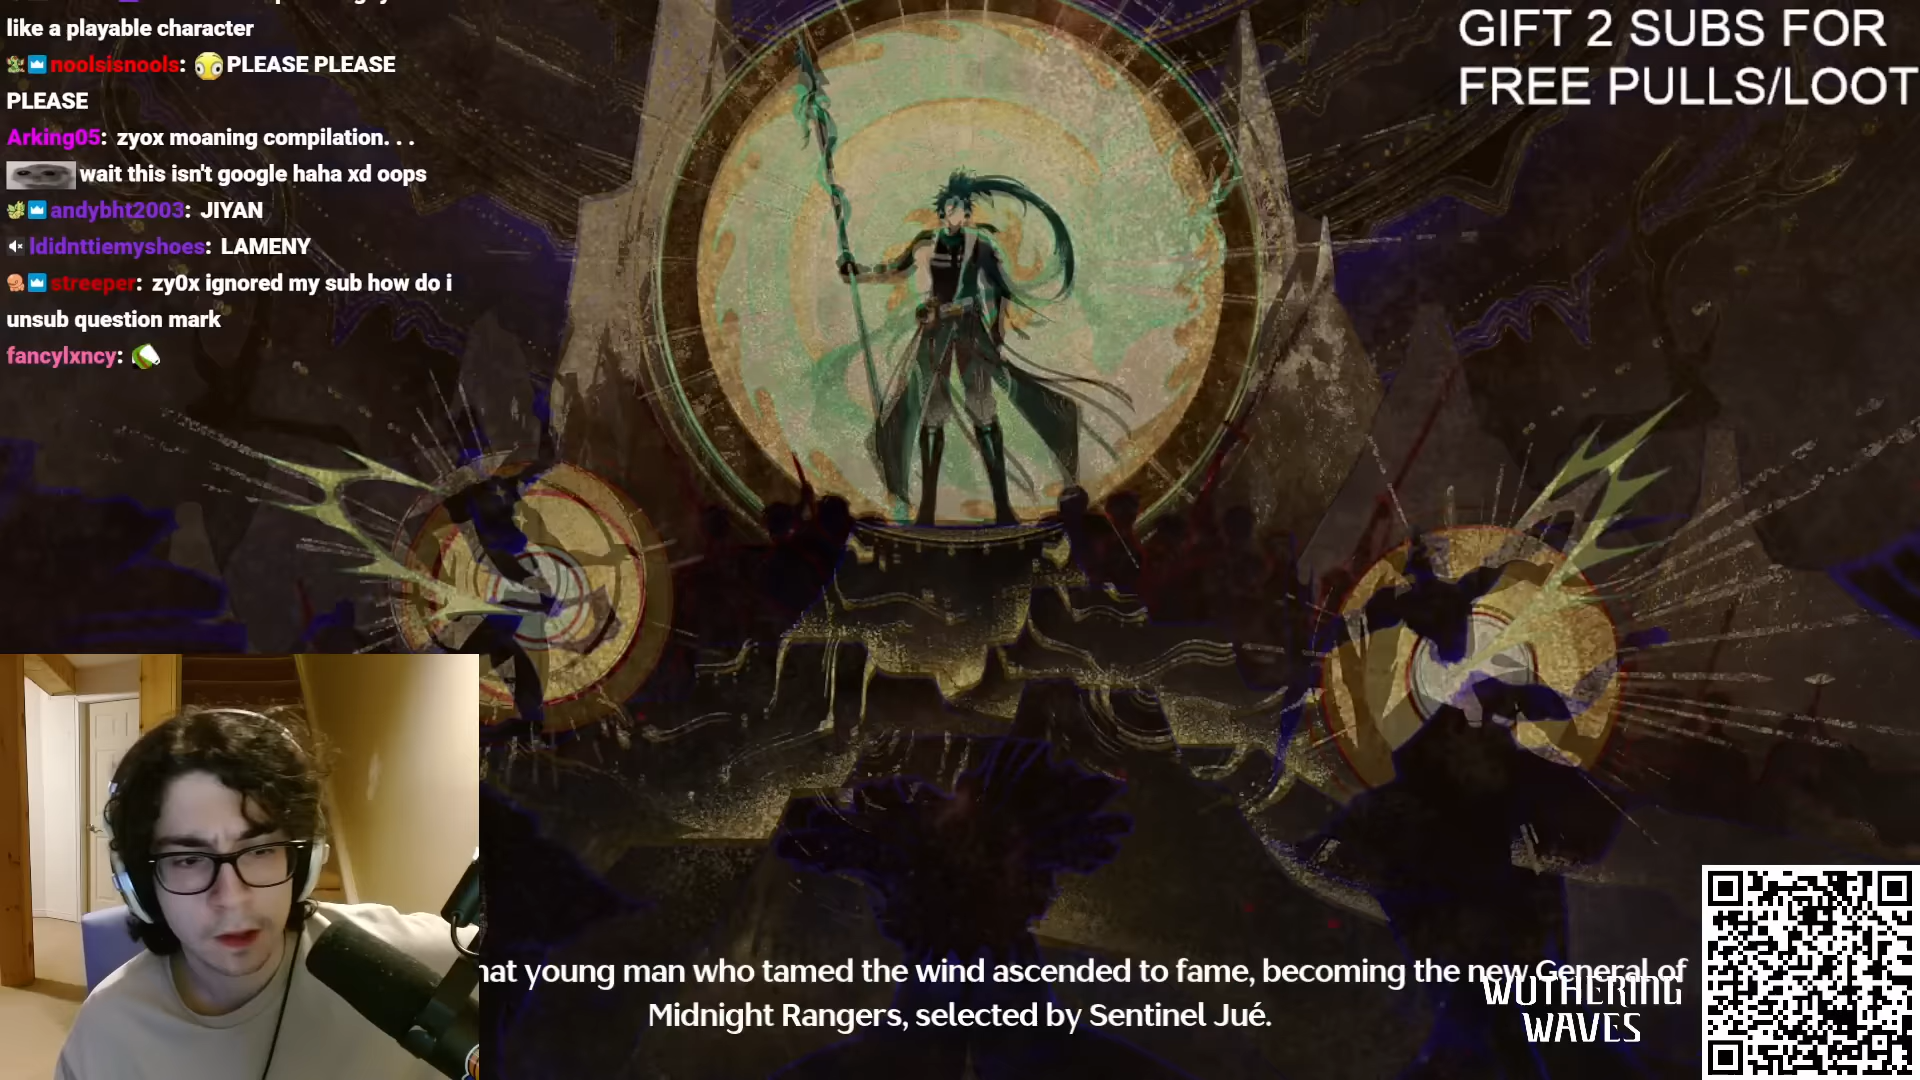 like a playable character
noolsisnools: PLEASE PLEASE
PLEASE
Arking05: zyox moaning compilation. . .
wait this isn't google haha xd oops
andybht2003: JIYAN
ldidnttiemyshoes: LAMENY
streeper: zy0x ignored my sub how do i
unsub question mark
fancylxncy:
GIFT 2 SUBS FOR
FREE PULLS/LOOT
young man who tamed the wind ascended to fame, becoming the new General of
Midnight Rangers, selected by Sentinel Jué.
WUTHERING
WAVES